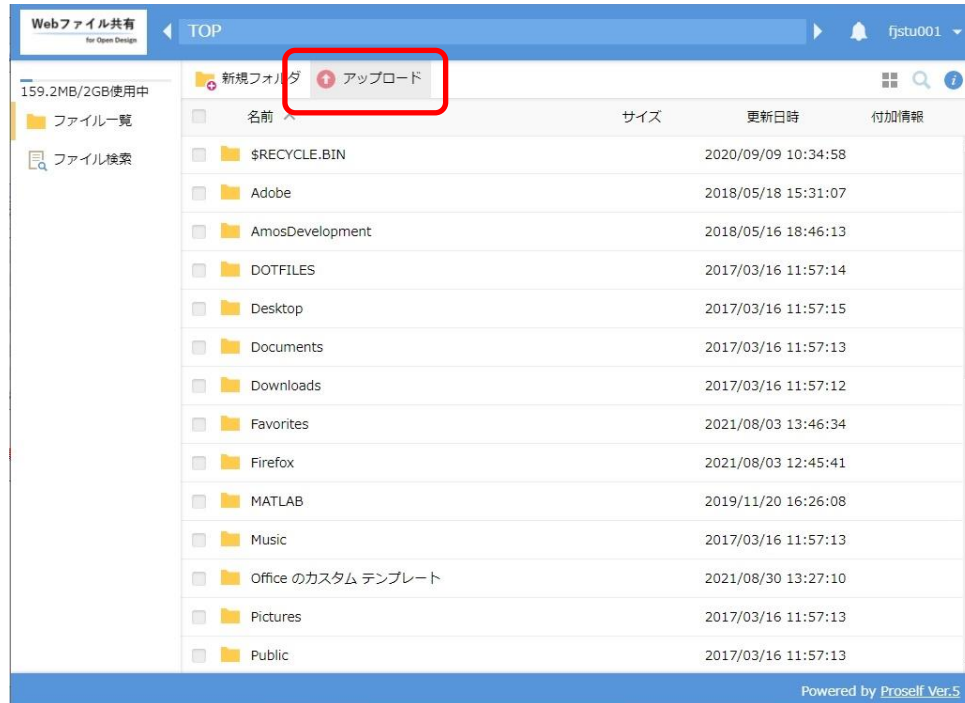 Webファイル共有
for Open Design
TOP
fjstu001
159.2MB/2GB使用中
ファイル一覧
ファイル検索
新規フォルダ アップロード
名前 サイズ 更新日時 付加情報
$RECYCLE.BIN 2020/09/09 10:34:58
Adobe 2018/05/18 15:31:07
AmosDevelopment 2018/05/16 18:46:13
DOTFILES 2017/03/16 11:57:14
Desktop 2017/03/16 11:57:15
Documents 2017/03/16 11:57:13
Downloads 2017/03/16 11:57:12
Favorites 2021/08/03 13:46:34
Firefox 2021/08/03 12:45:41
MATLAB 2019/11/20 16:26:08
Music 2017/03/16 11:57:13
Office のカスタム テンプレート 2021/08/30 13:27:10
Pictures 2017/03/16 11:57:13
Public 2017/03/16 11:57:13
Powered by Proself Ver.5